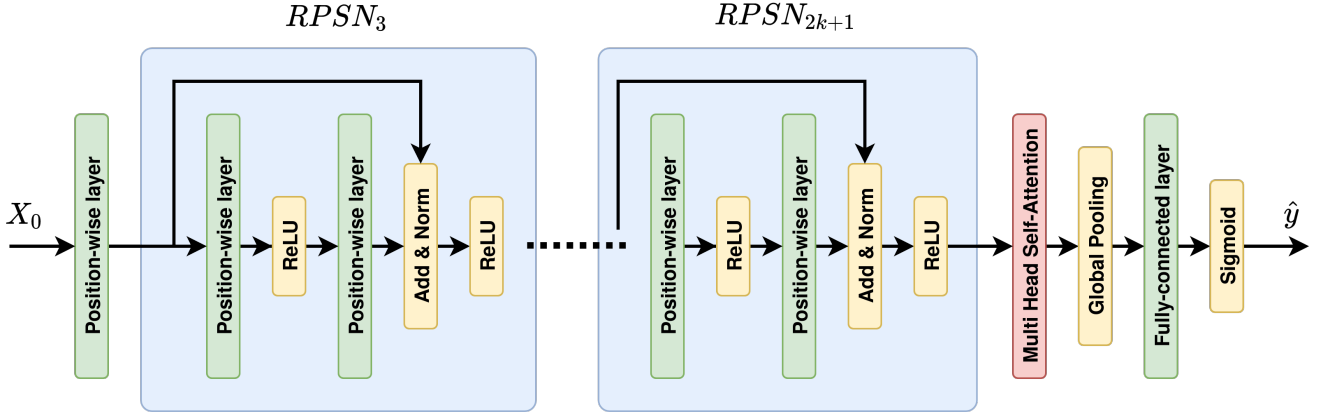 $RPSN_3$
$RPSN_{2k+1}$
$X_0$
Position-wise layer
Position-wise layer
ReLU
Position-wise layer
Add & Norm
ReLU
Position-wise layer
ReLU
Position-wise layer
Add & Norm
ReLU
Multi Head Self-Attention
Global Pooling
Fully-connected layer
Sigmoid
$\hat{y}$